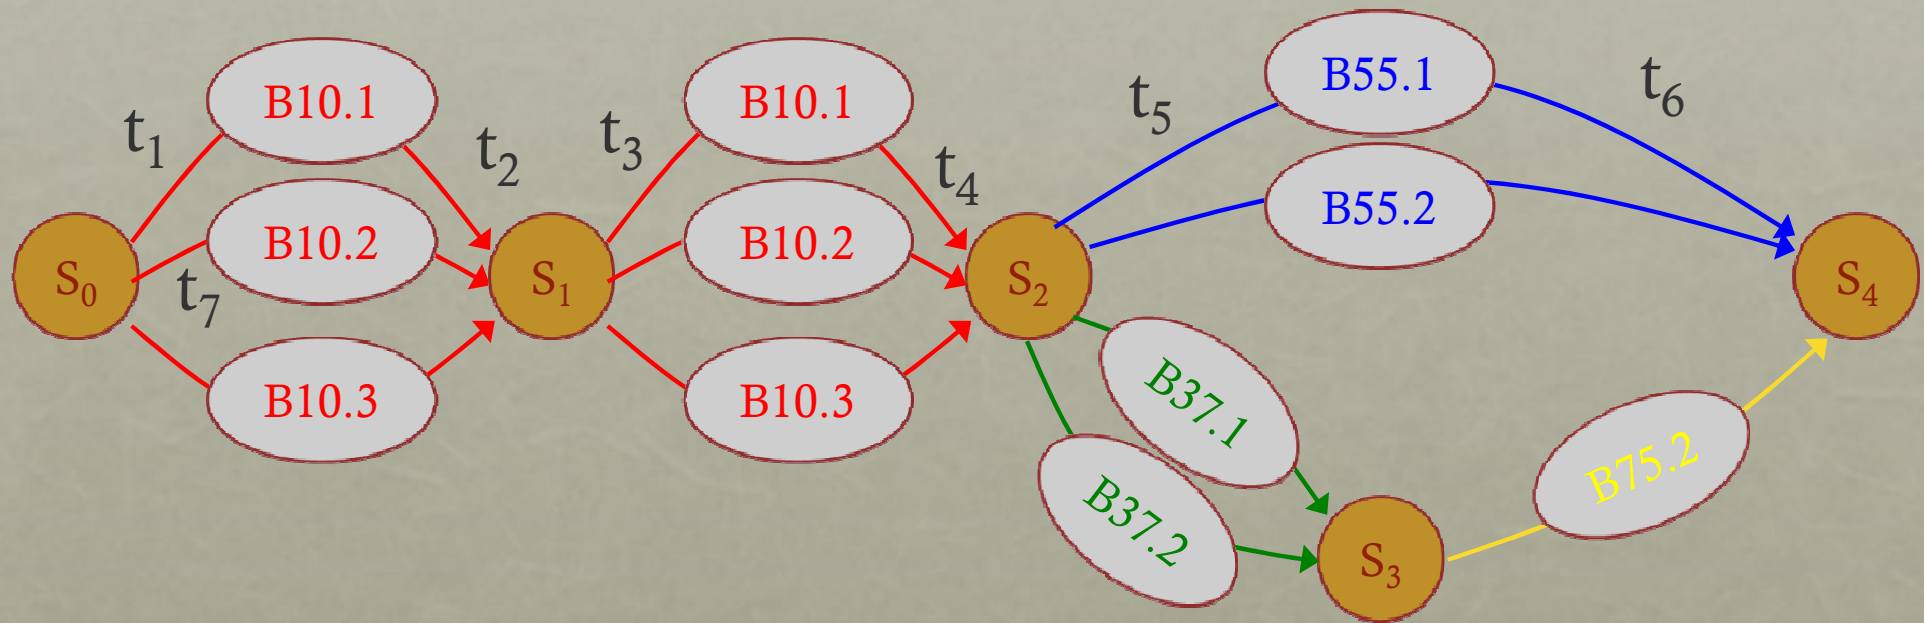 t₁
B10.1
t₂
t₃
B10.1
t₄
t₅
B55.1
t₆
S₀
t₇
B10.2
S₁
B10.2
S₂
B55.2
S₄
B10.3
B10.3
B37.1
B37.2
S₃
B75.2